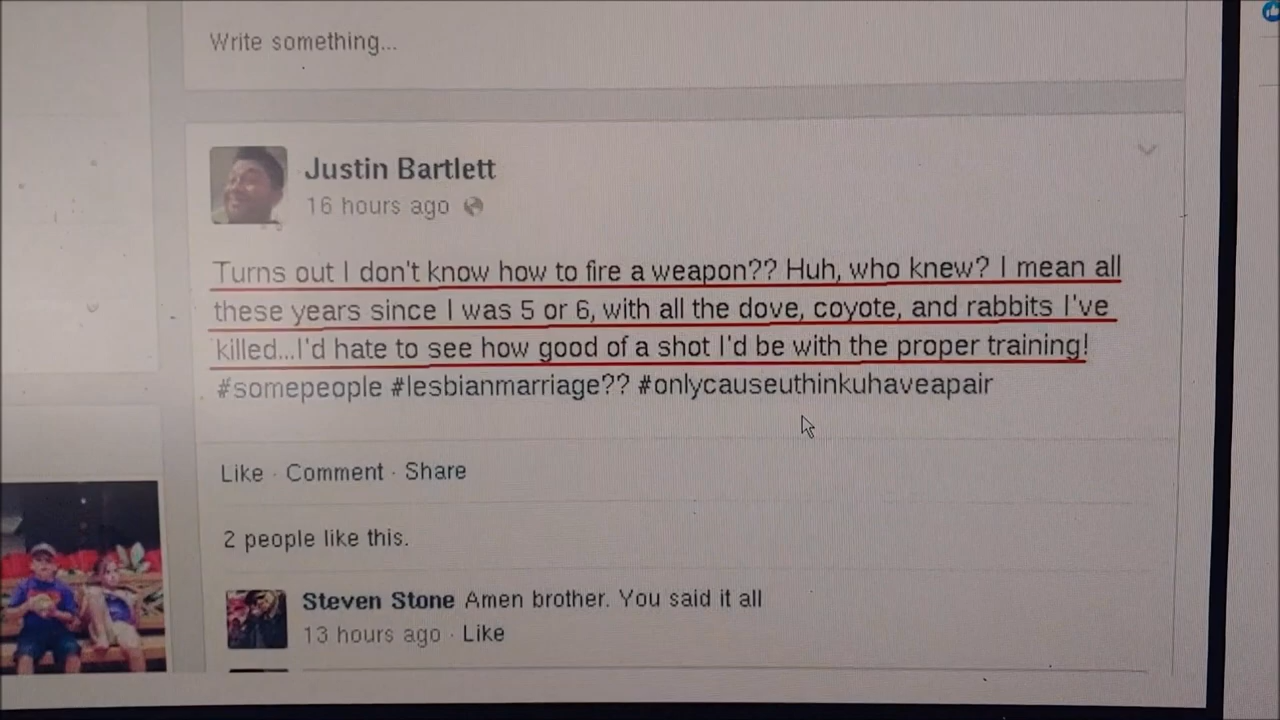 Write something...
Justin Bartlett
16 hours ago
Turns out I don't know how to fire a weapon?? Huh, who knew? I mean all
these years since I was 5 or 6, with all the dove, coyote, and rabbits I've
killed...I'd hate to see how good of a shot I'd be with the proper training!
#somepeople #lesbianmarriage?? #onlycauseuthinkuhaveapair
Like · Comment · Share
2 people like this.
Steven Stone Amen brother. You said it all
13 hours ago · Like